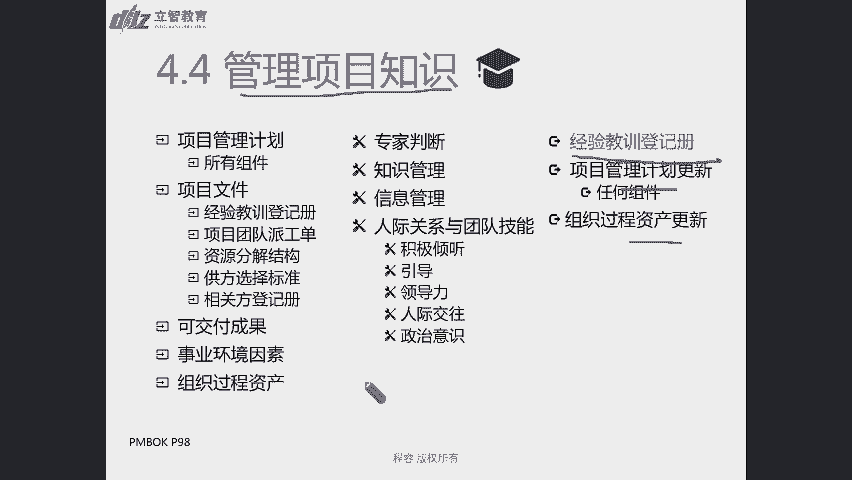 立智教育
4.4 管理项目知识
项目管理计划
所有组件
项目文件
经验教训登记册
项目团队派工单
资源分解结构
供方选择标准
相关方登记册
可交付成果
事业环境因素
组织过程资产
专家判断
知识管理
信息管理
人际关系与团队技能
积极倾听
引导
领导力
人际交往
政治意识
经验教训登记册
项目管理计划更新
任何组件
组织过程资产更新
PMBOK P98
程容 版权所有